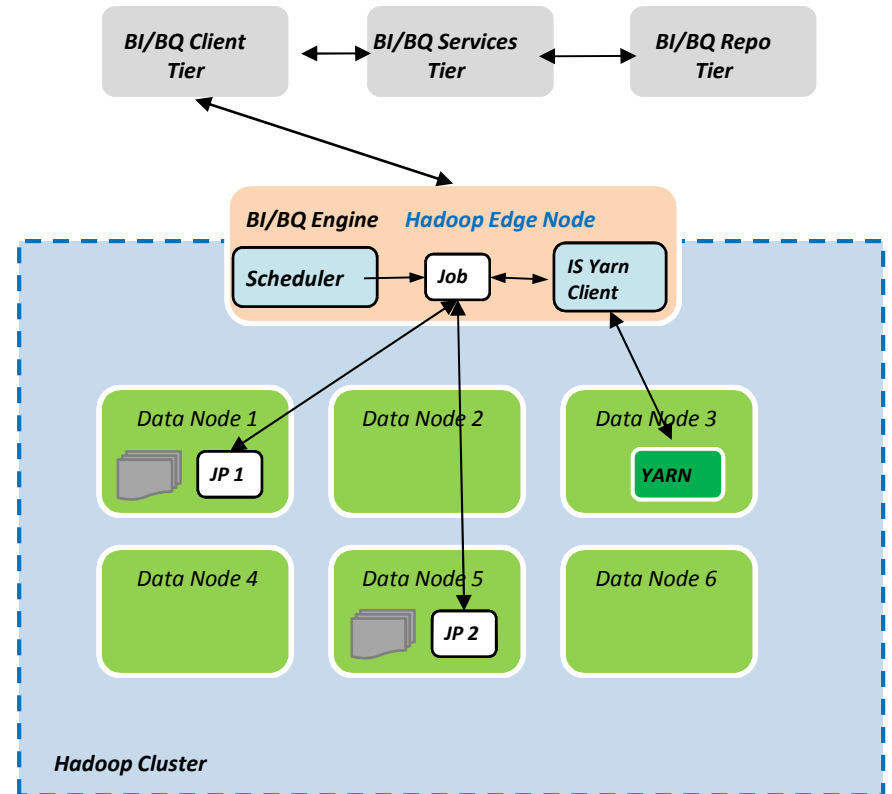 BI/BQ Client
Tier
BI/BQ Services
Tier
BI/BQ Repo
Tier
BI/BQ Engine
Hadoop Edge Node
Scheduler
Job
IS Yarn
Client
Data Node 1
JP 1
Data Node 2
Data Node 3
YARN
Data Node 4
Data Node 5
JP 2
Data Node 6
Hadoop Cluster